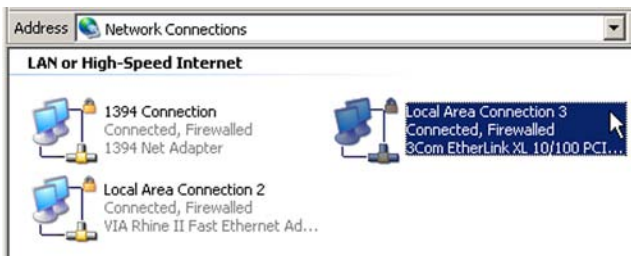 Address Network Connections
LAN or High-Speed Internet
1394 Connection
Connected, Firewalled
1394 Net Adapter
Local Area Connection 3
Connected, Firewalled
3Com EtherLink XL 10/100 PCI...
Local Area Connection 2
Connected, Firewalled
VIA Rhine II Fast Ethernet Ad...